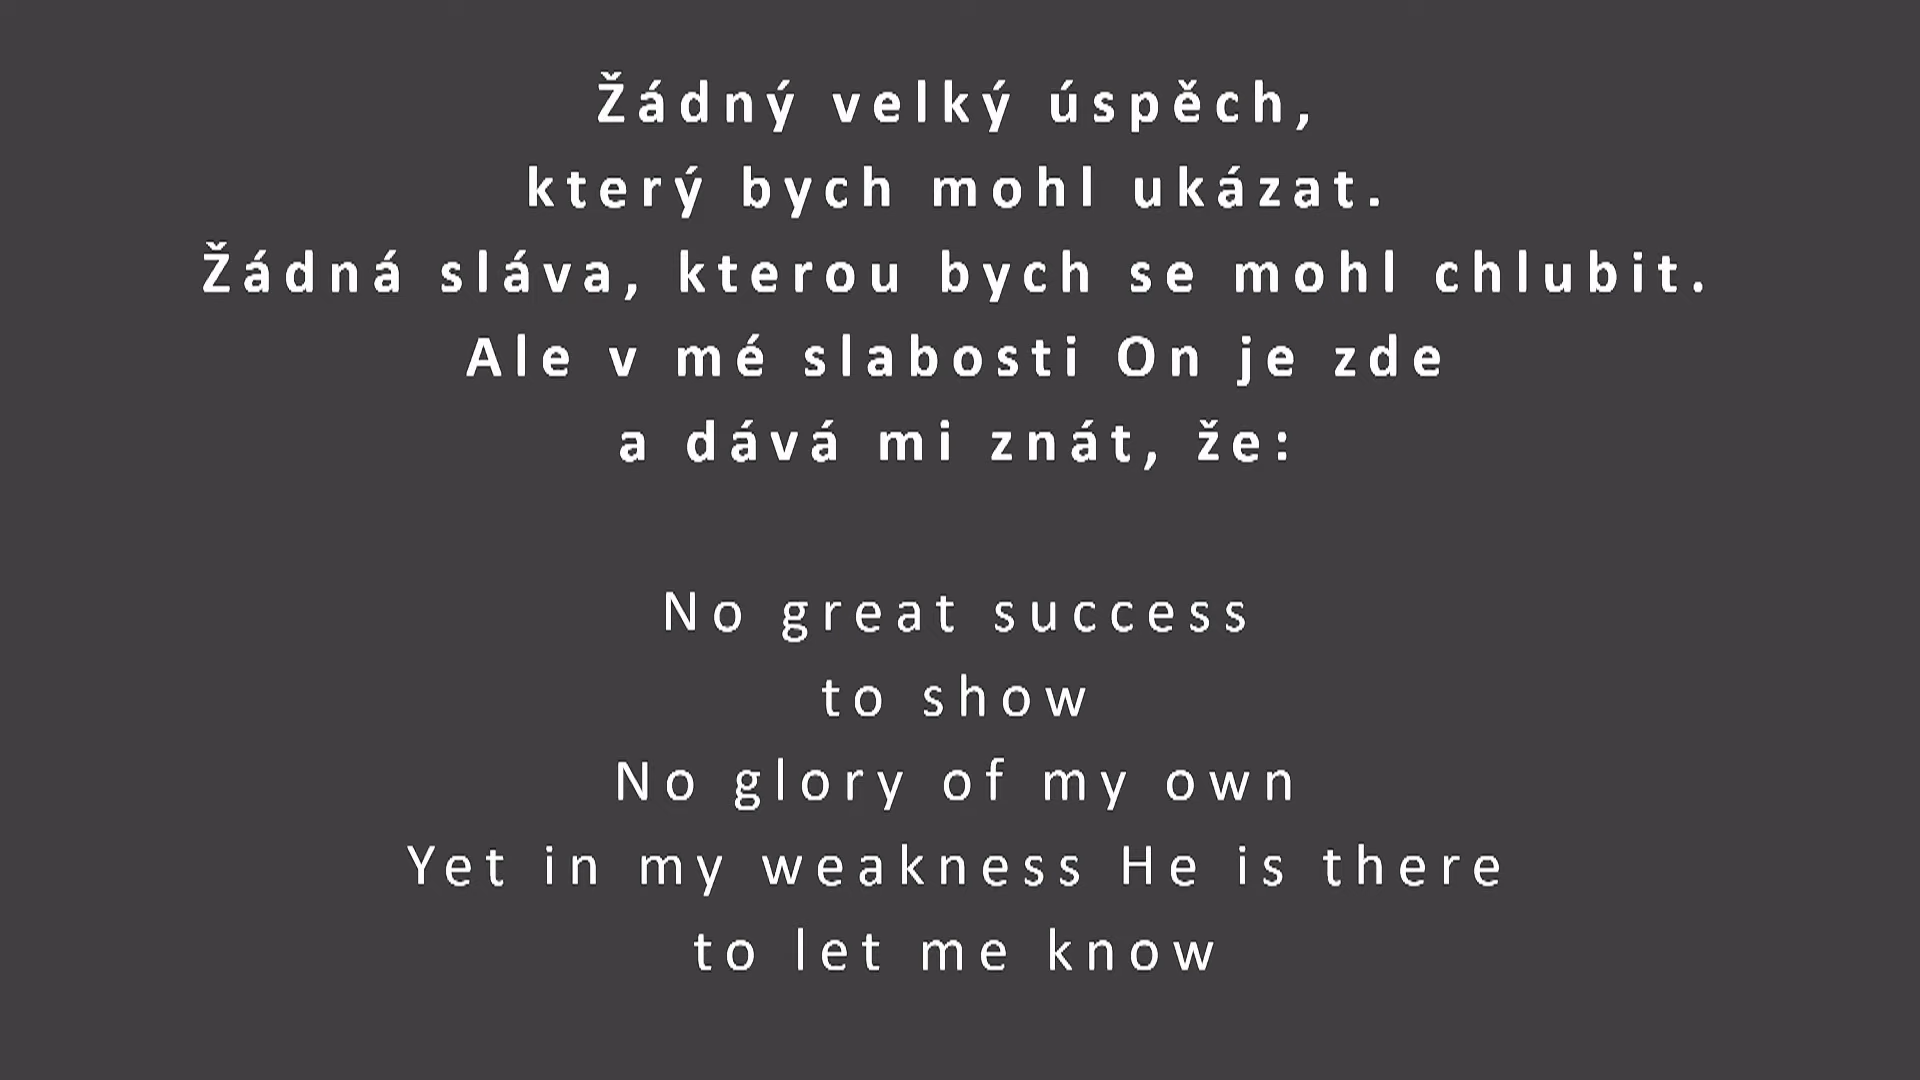 Žádný velký úspěch,
který bych mohl ukázat.
Žádná sláva, kterou bych se mohl chlubit.
Ale v mé slabosti On je zde
a dává mi znát, že:
No great success
to show
No glory of my own
Yet in my weakness He is there
to let me know